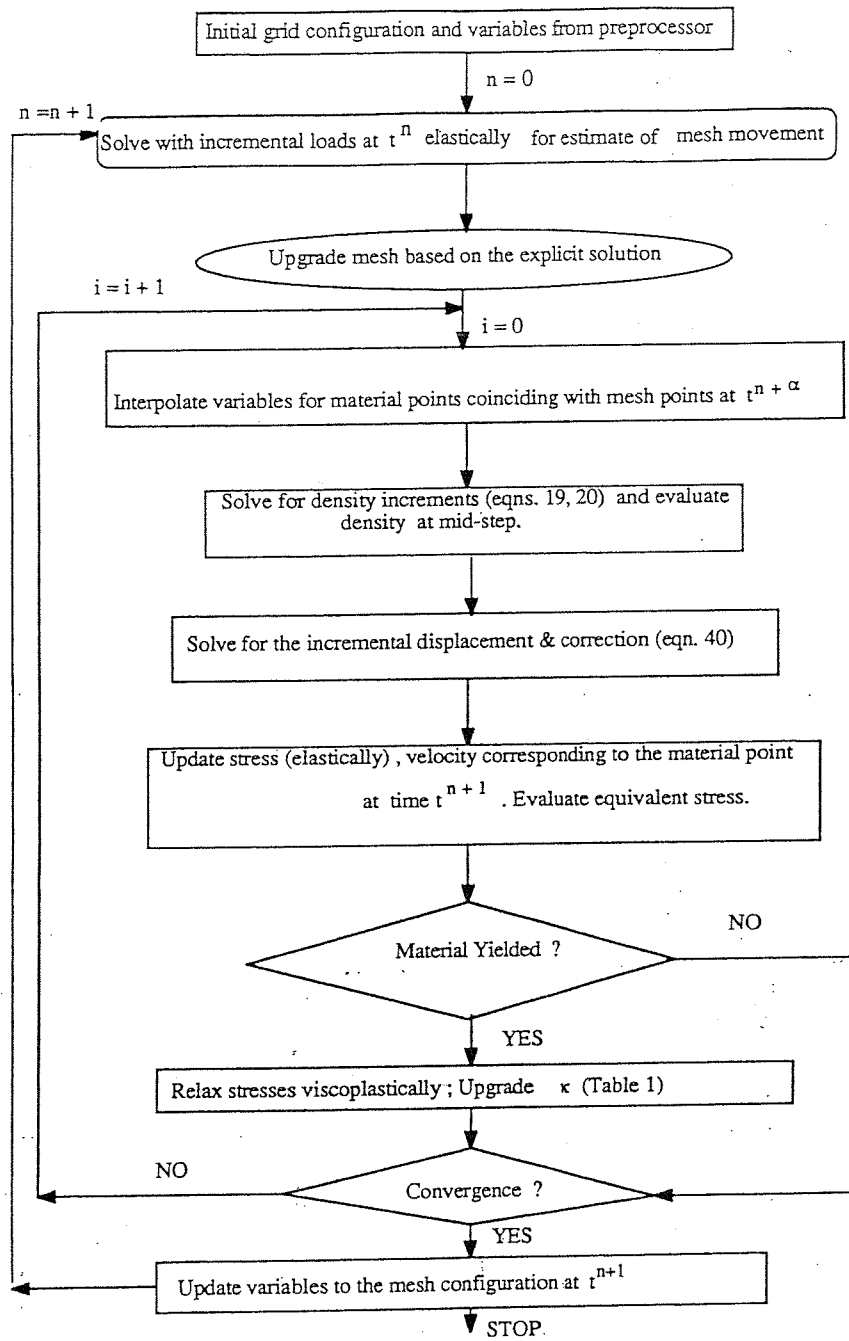 Initial grid configuration and variables from preprocessor
n = 0
n =n + 1
Solve with incremental loads at t^n elastically for estimate of mesh movement
Upgrade mesh based on the explicit solution
i = i + 1
i = 0
Interpolate variables for material points coinciding with mesh points at t^n + α
Solve for density increments (eqns. 19, 20) and evaluate
density at mid-step.
Solve for the incremental displacement & correction (eqn. 40)
Update stress (elastically) , velocity corresponding to the material point
at time t^n + 1 . Evaluate equivalent stress.
Material Yielded ?
NO
YES
Relax stresses viscoplastically ; Upgrade κ (Table 1)
NO
Convergence ?
YES
Update variables to the mesh configuration at t^n+1
STOP.